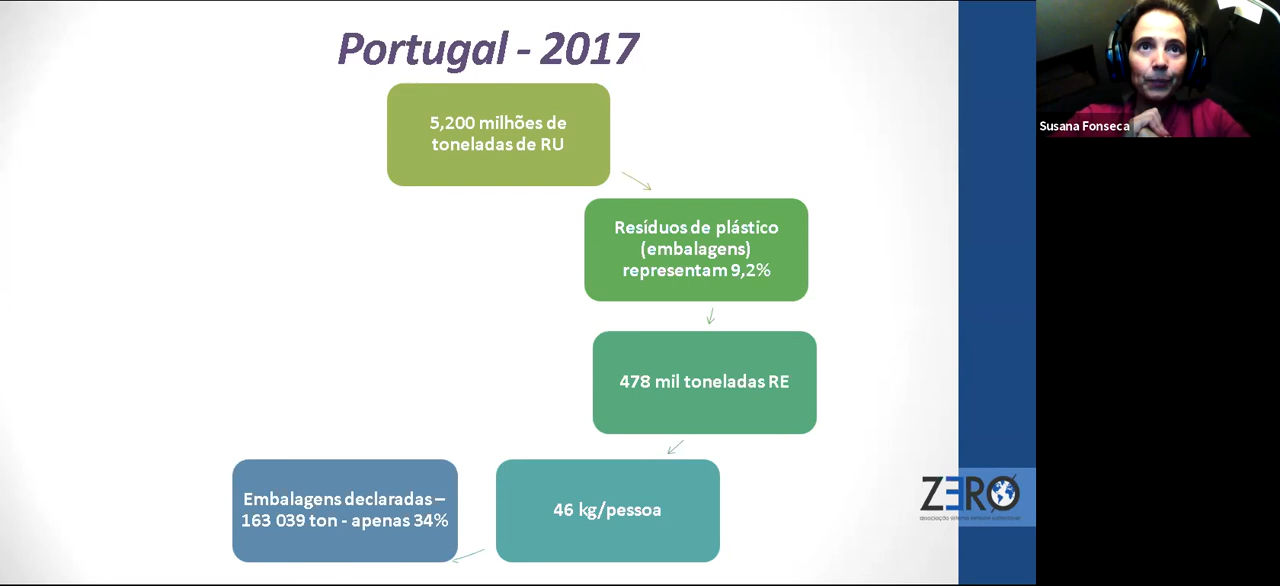 Portugal - 2017
5,200 milhões de
toneladas de RU
Resíduos de plástico
(embalagens)
representam 9,2%
478 mil toneladas RE
46 kg/pessoa
Embalagens declaradas –
163 039 ton - apenas 34%
ZERO
Susana Fonseca